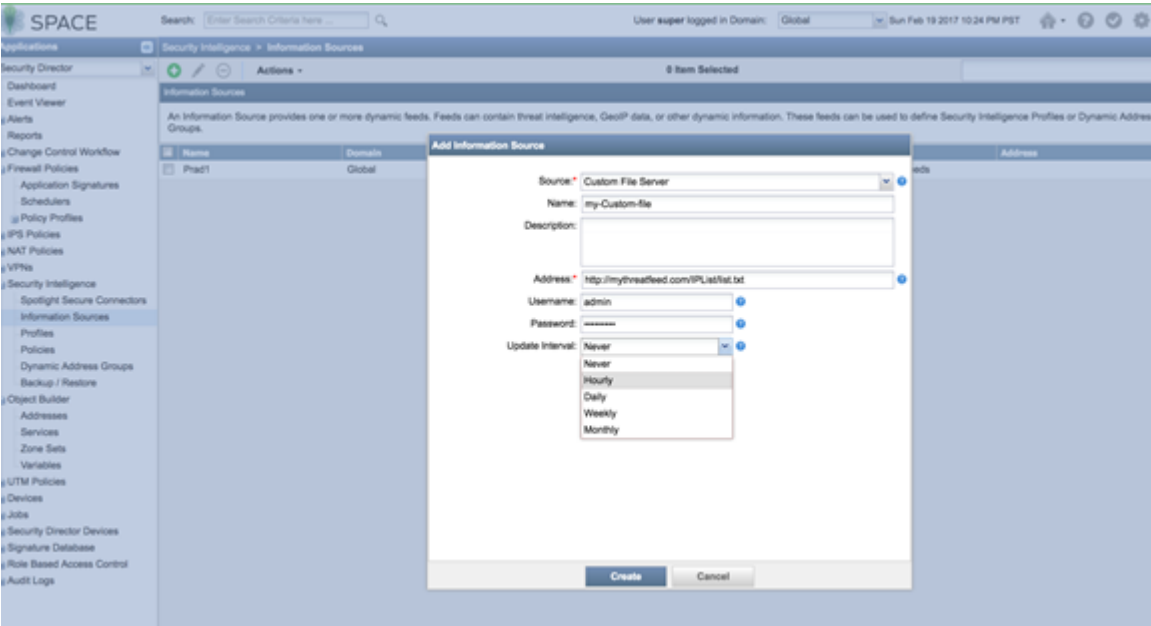 SPACE
Search: Enter Search Criteria here ...
User super logged in Domain: Global
Sun Feb 19 2017 10:24 PM PST
Applications
Security Intelligence > Information Sources
Security Director
Actions
0 Item Selected
Dashboard
Event Viewer
Alerts
Reports
Change Control Workflow
Firewall Policies
Application Signatures
Schedulers
Policy Profiles
IPS Policies
NAT Policies
VPNs
Security Intelligence
Spotlight Secure Connectors
Information Sources
Profiles
Policies
Dynamic Address Groups
Backup / Restore
Object Builder
Addresses
Services
Zone Sets
Variables
UTM Policies
Devices
Jobs
Security Director Devices
Signature Database
Role Based Access Control
Audit Logs
Information Sources
An Information Source provides one or more dynamic feeds. Feeds can contain threat intelligence, GeoIP data, or other dynamic information. These feeds can be used to define Security Intelligence Profiles or Dynamic Addres
Groups.
Name Domain Address
Prad1 Global eeds
Add Information Source
Source:* Custom File Server
Name: my-Custom-file
Description:
Address:* http://mythreatfeed.com/IPList/list.txt
Username: admin
Password:
Update Interval: Never
Never
Hourly
Daily
Weekly
Monthly
Create Cancel